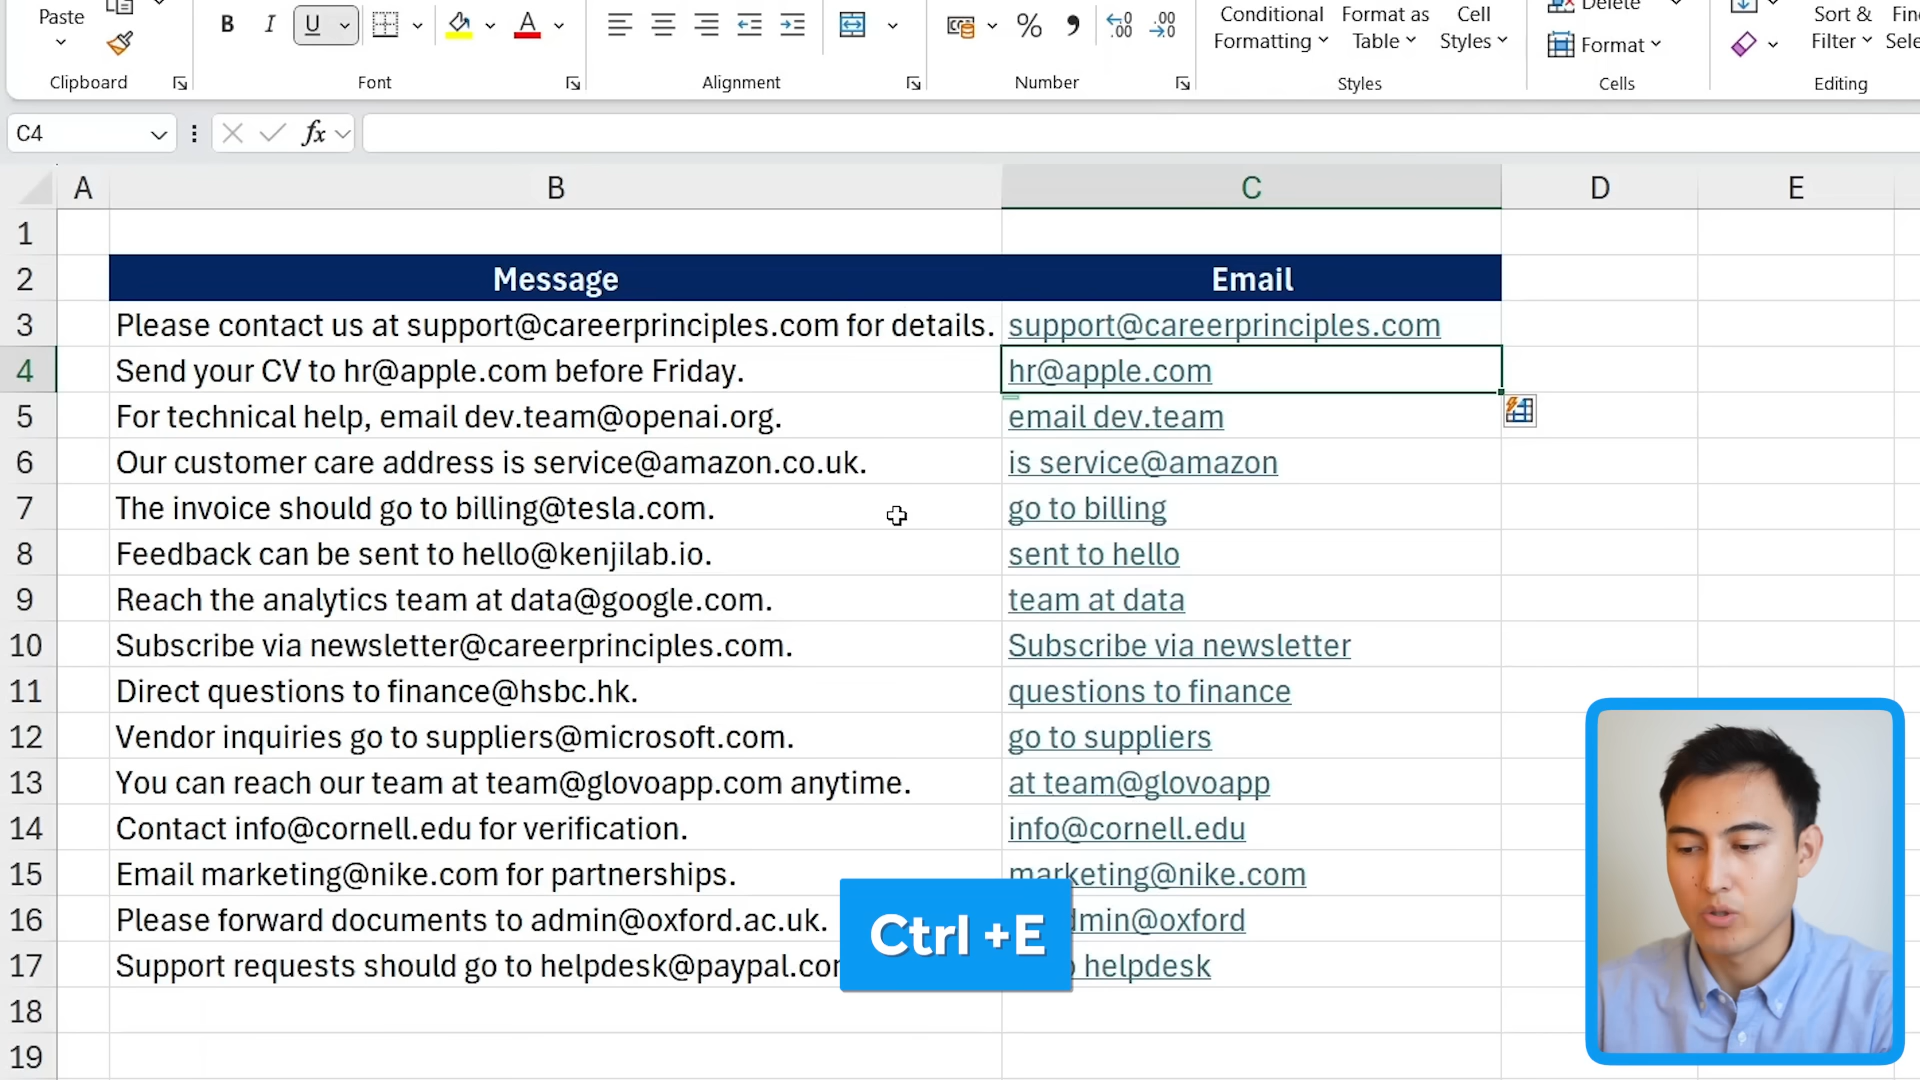 Paste
B I U A
% , .00
Conditional Formatting
Format as Table
Cell Styles
Delete
Format
Sort & Filter
Clipboard Font Alignment Number Styles Cells Editing
C4 fx
A B C D E
1
2 Message Email
3 Please contact us at support@careerprinciples.com for details. support@careerprinciples.com
4 Send your CV to hr@apple.com before Friday. hr@apple.com
5 For technical help, email dev.team@openai.org. email dev.team
6 Our customer care address is service@amazon.co.uk. is service@amazon
7 The invoice should go to billing@tesla.com. go to billing
8 Feedback can be sent to hello@kenjilab.io. sent to hello
9 Reach the analytics team at data@google.com. team at data
10 Subscribe via newsletter@careerprinciples.com. Subscribe via newsletter
11 Direct questions to finance@hsbc.hk. questions to finance
12 Vendor inquiries go to suppliers@microsoft.com. go to suppliers
13 You can reach our team at team@glovoapp.com anytime. at team@glovoapp
14 Contact info@cornell.edu for verification. info@cornell.edu
15 Email marketing@nike.com for partnerships. marketing@nike.com
16 Please forward documents to admin@oxford.ac.uk. dmin@oxford
Ctrl +E
17 Support requests should go to helpdesk@paypal.co helpdesk
18
19